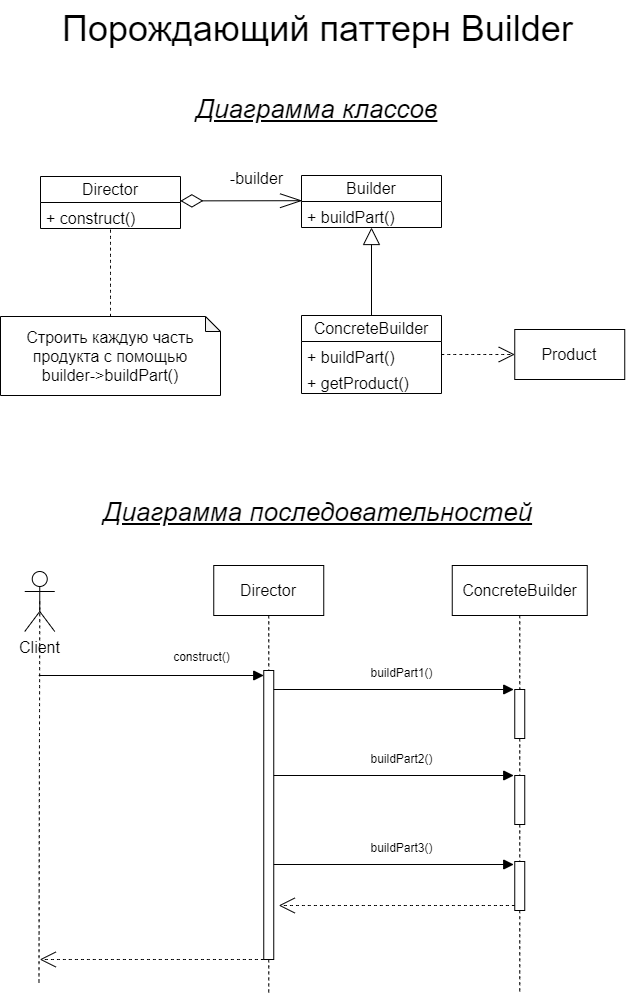 Порождающий паттерн Builder
Диаграмма классов
-builder
Director
+ construct()
Builder
+ buildPart()
Строить каждую часть
продукта с помощью
builder->buildPart()
ConcreteBuilder
+ buildPart()
+ getProduct()
Product
Диаграмма последовательностей
Client
Director
ConcreteBuilder
construct()
buildPart1()
buildPart2()
buildPart3()